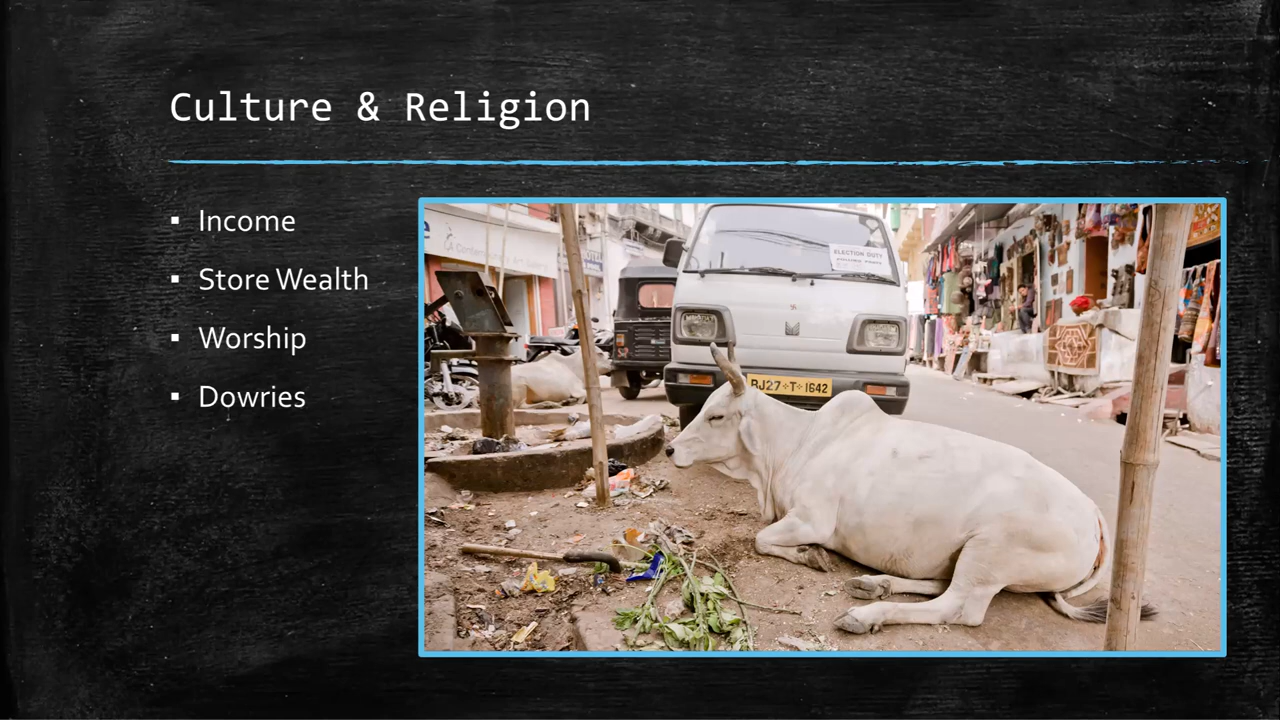 Culture & Religion
▪ Income
▪ Store Wealth
▪ Worship
▪ Dowries
ELECTION DUTY
RJ27-T-1642